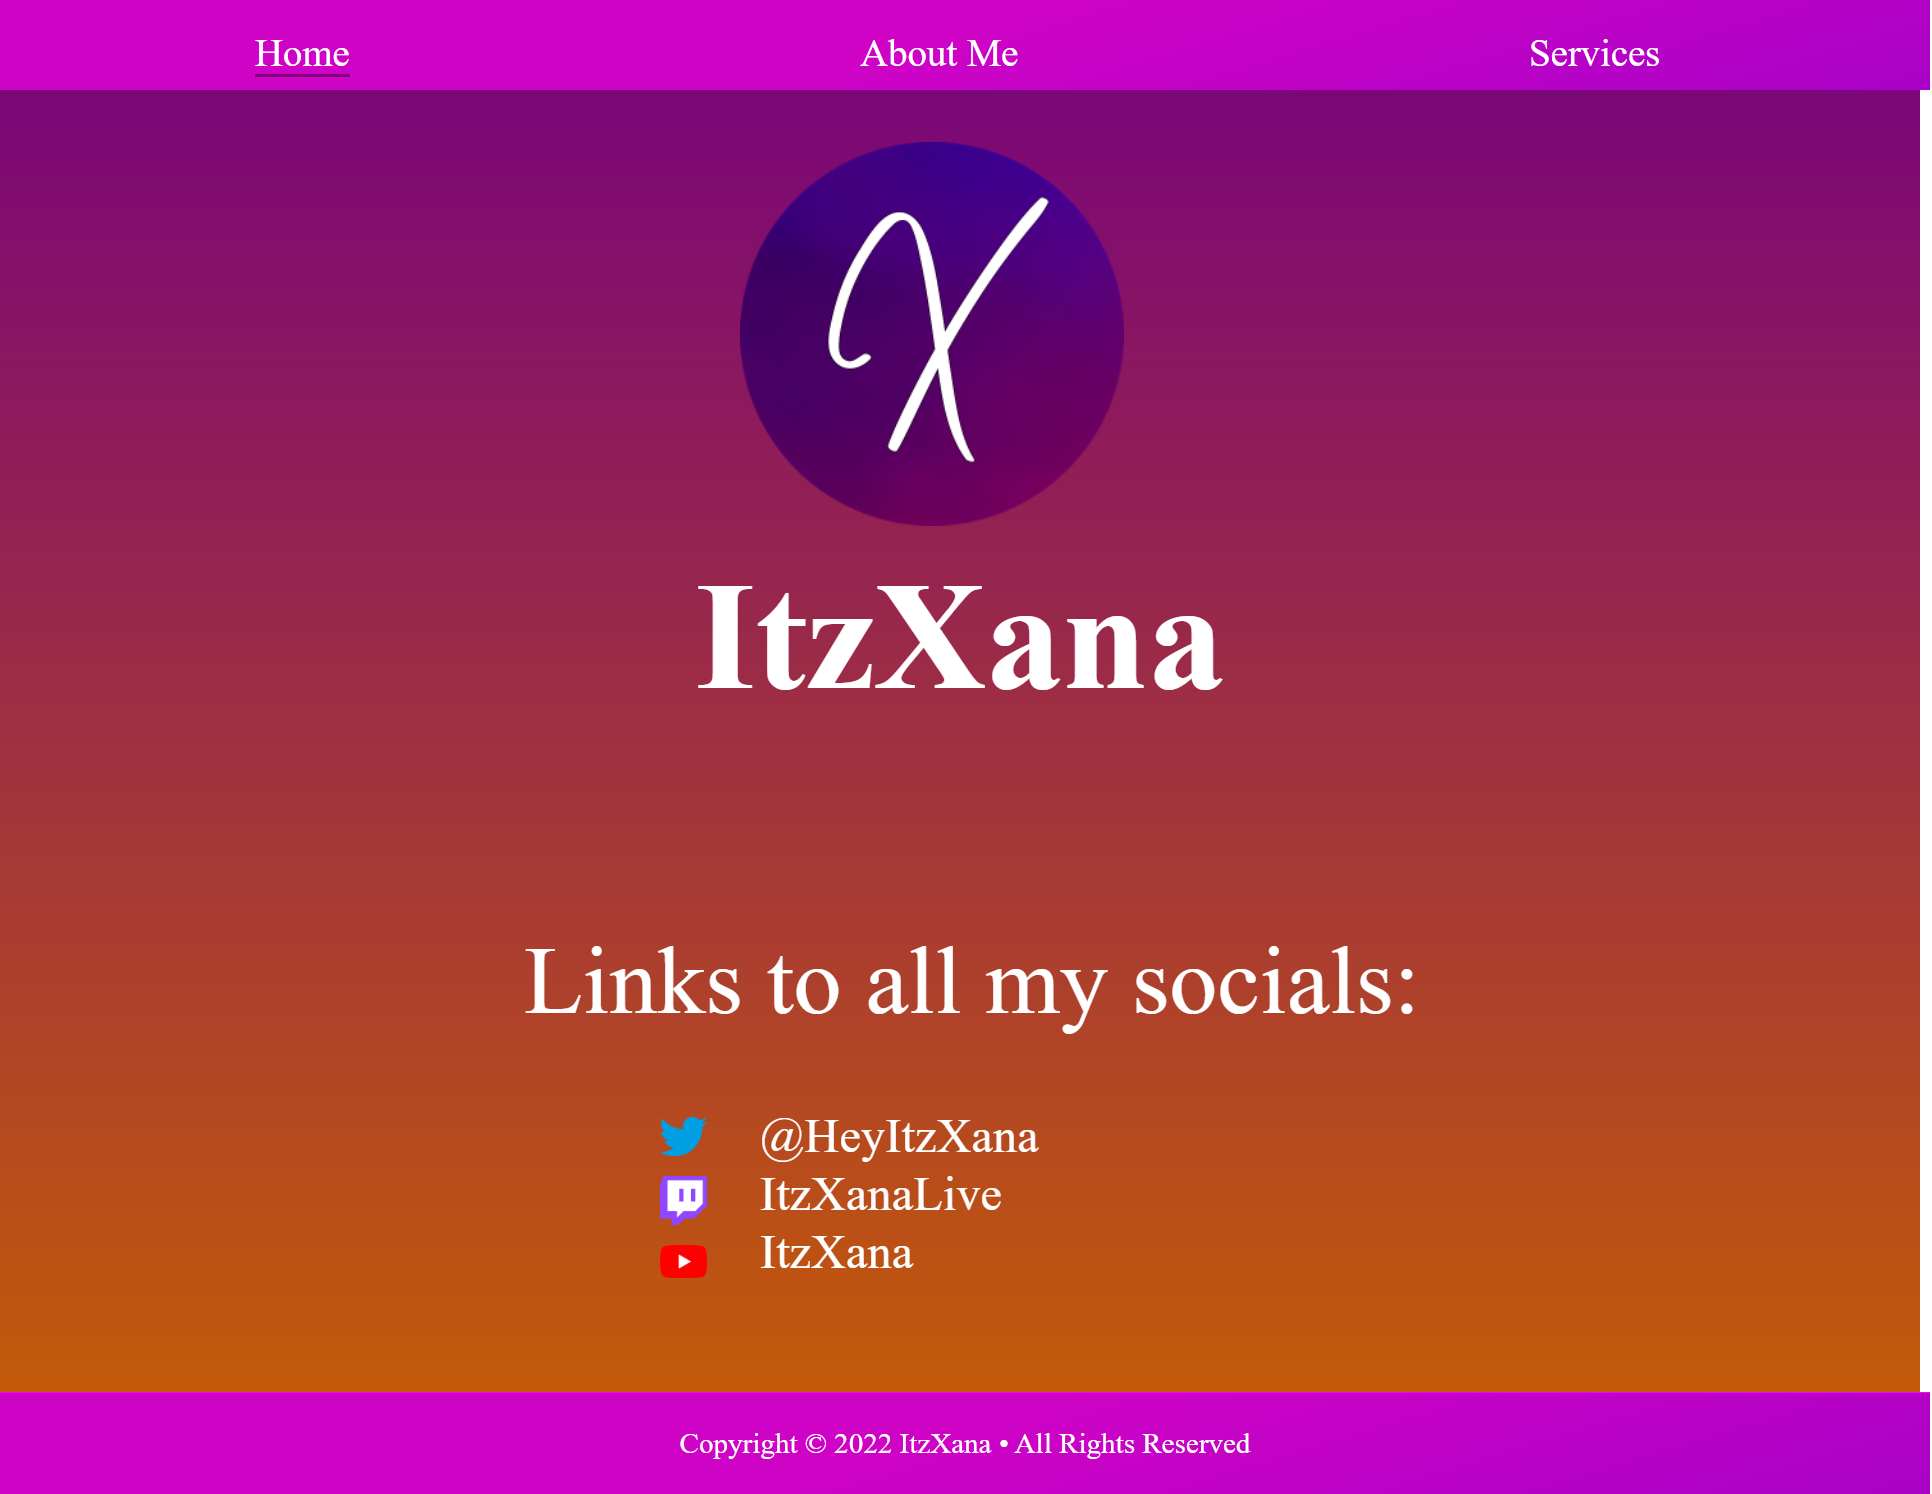 Home About Me Services
X
ItzXana
Links to all my socials:
@HeyItzXana
ItzXanaLive
ItzXana
Copyright © 2022 ItzXana • All Rights Reserved